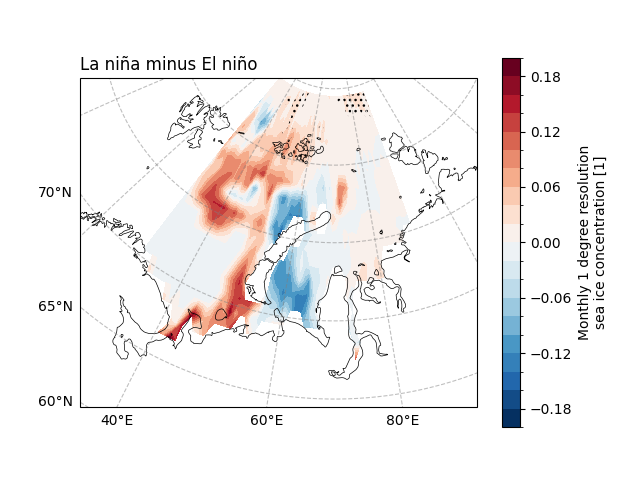 La niña minus El niño
70°N
65°N
60°N
40°E
60°E
80°E
0.18
0.12
0.06
0.00
−0.06
−0.12
−0.18
Monthly 1 degree resolution
sea ice concentration [1]